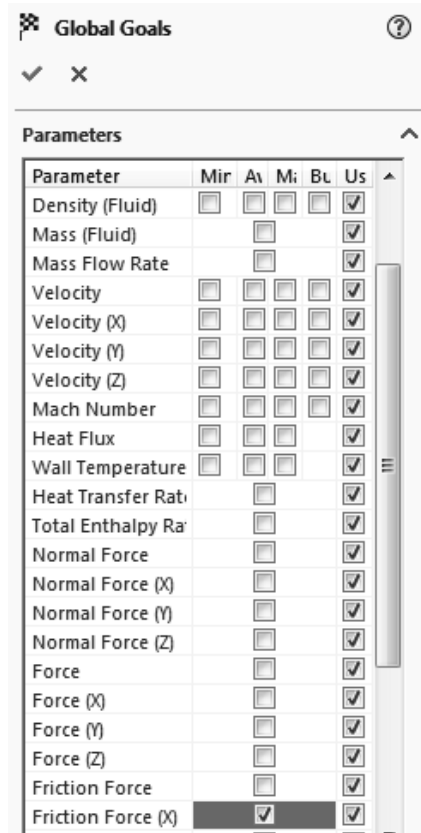 Global Goals
Parameters
Parameter Mir Av Ma Bu Us
Density (Fluid)
Mass (Fluid)
Mass Flow Rate
Velocity
Velocity (X)
Velocity (Y)
Velocity (Z)
Mach Number
Heat Flux
Wall Temperature
Heat Transfer Rat
Total Enthalpy Ra
Normal Force
Normal Force (X)
Normal Force (Y)
Normal Force (Z)
Force
Force (X)
Force (Y)
Force (Z)
Friction Force
Friction Force (X)